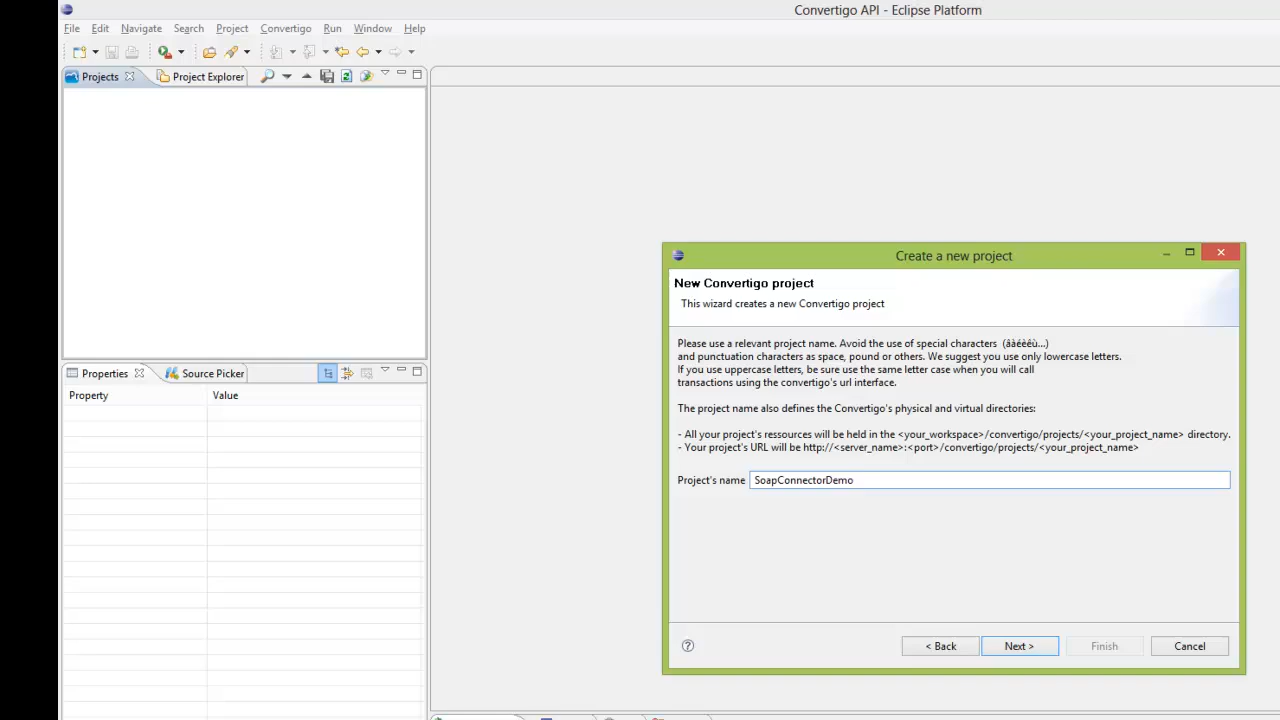 Convertigo API - Eclipse Platform
File Edit Navigate Search Project Convertigo Run Window Help
Projects Project Explorer
Create a new project
New Convertigo project
This wizard creates a new Convertigo project
Please use a relevant project name. Avoid the use of special characters (âàéèêù...)
and punctuation characters as space, pound or others. We suggest you use only lowercase letters.
If you use uppercase letters, be sure use the same letter case when you will call
transactions using the convertigo's url interface.
The project name also defines the Convertigo's physical and virtual directories:
- All your project's ressources will be held in the <your_workspace>/convertigo/projects/<your_project_name> directory.
- Your project's URL will be http://<server_name>:<port>/convertigo/projects/<your_project_name>
Project's name SoapConnectorDemo
< Back Next > Finish Cancel
Properties Source Picker
Property Value